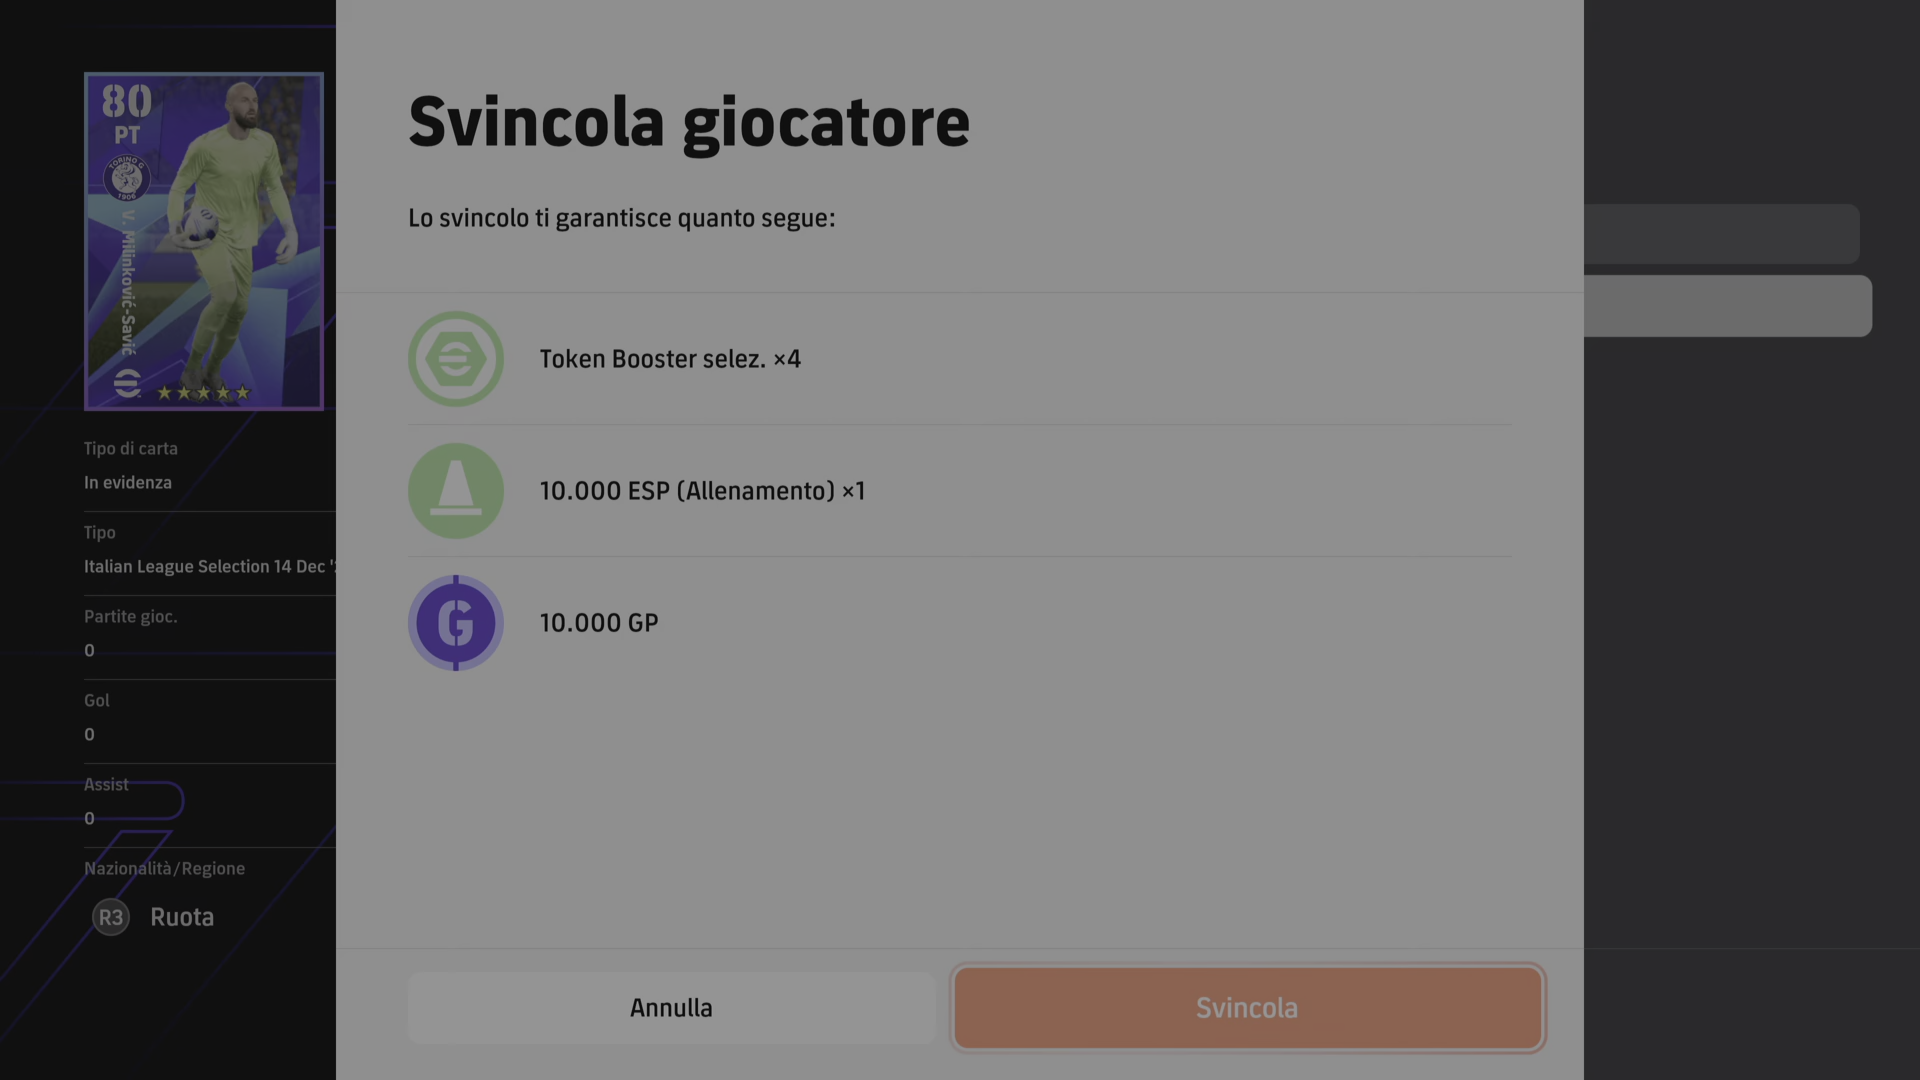 80
PT
TORINO
1906
V. Milinković-Savić
★★★★★
Tipo di carta
In evidenza
Tipo
Italian League Selection 14 Dec '
Partite gioc.
0
Gol
0
Assist
0
Nazionalità/Regione
R3 Ruota
Svincola giocatore
Lo svincolo ti garantisce quanto segue:
Token Booster selez. ×4
10.000 ESP (Allenamento) ×1
G 10.000 GP
Annulla
Svincola